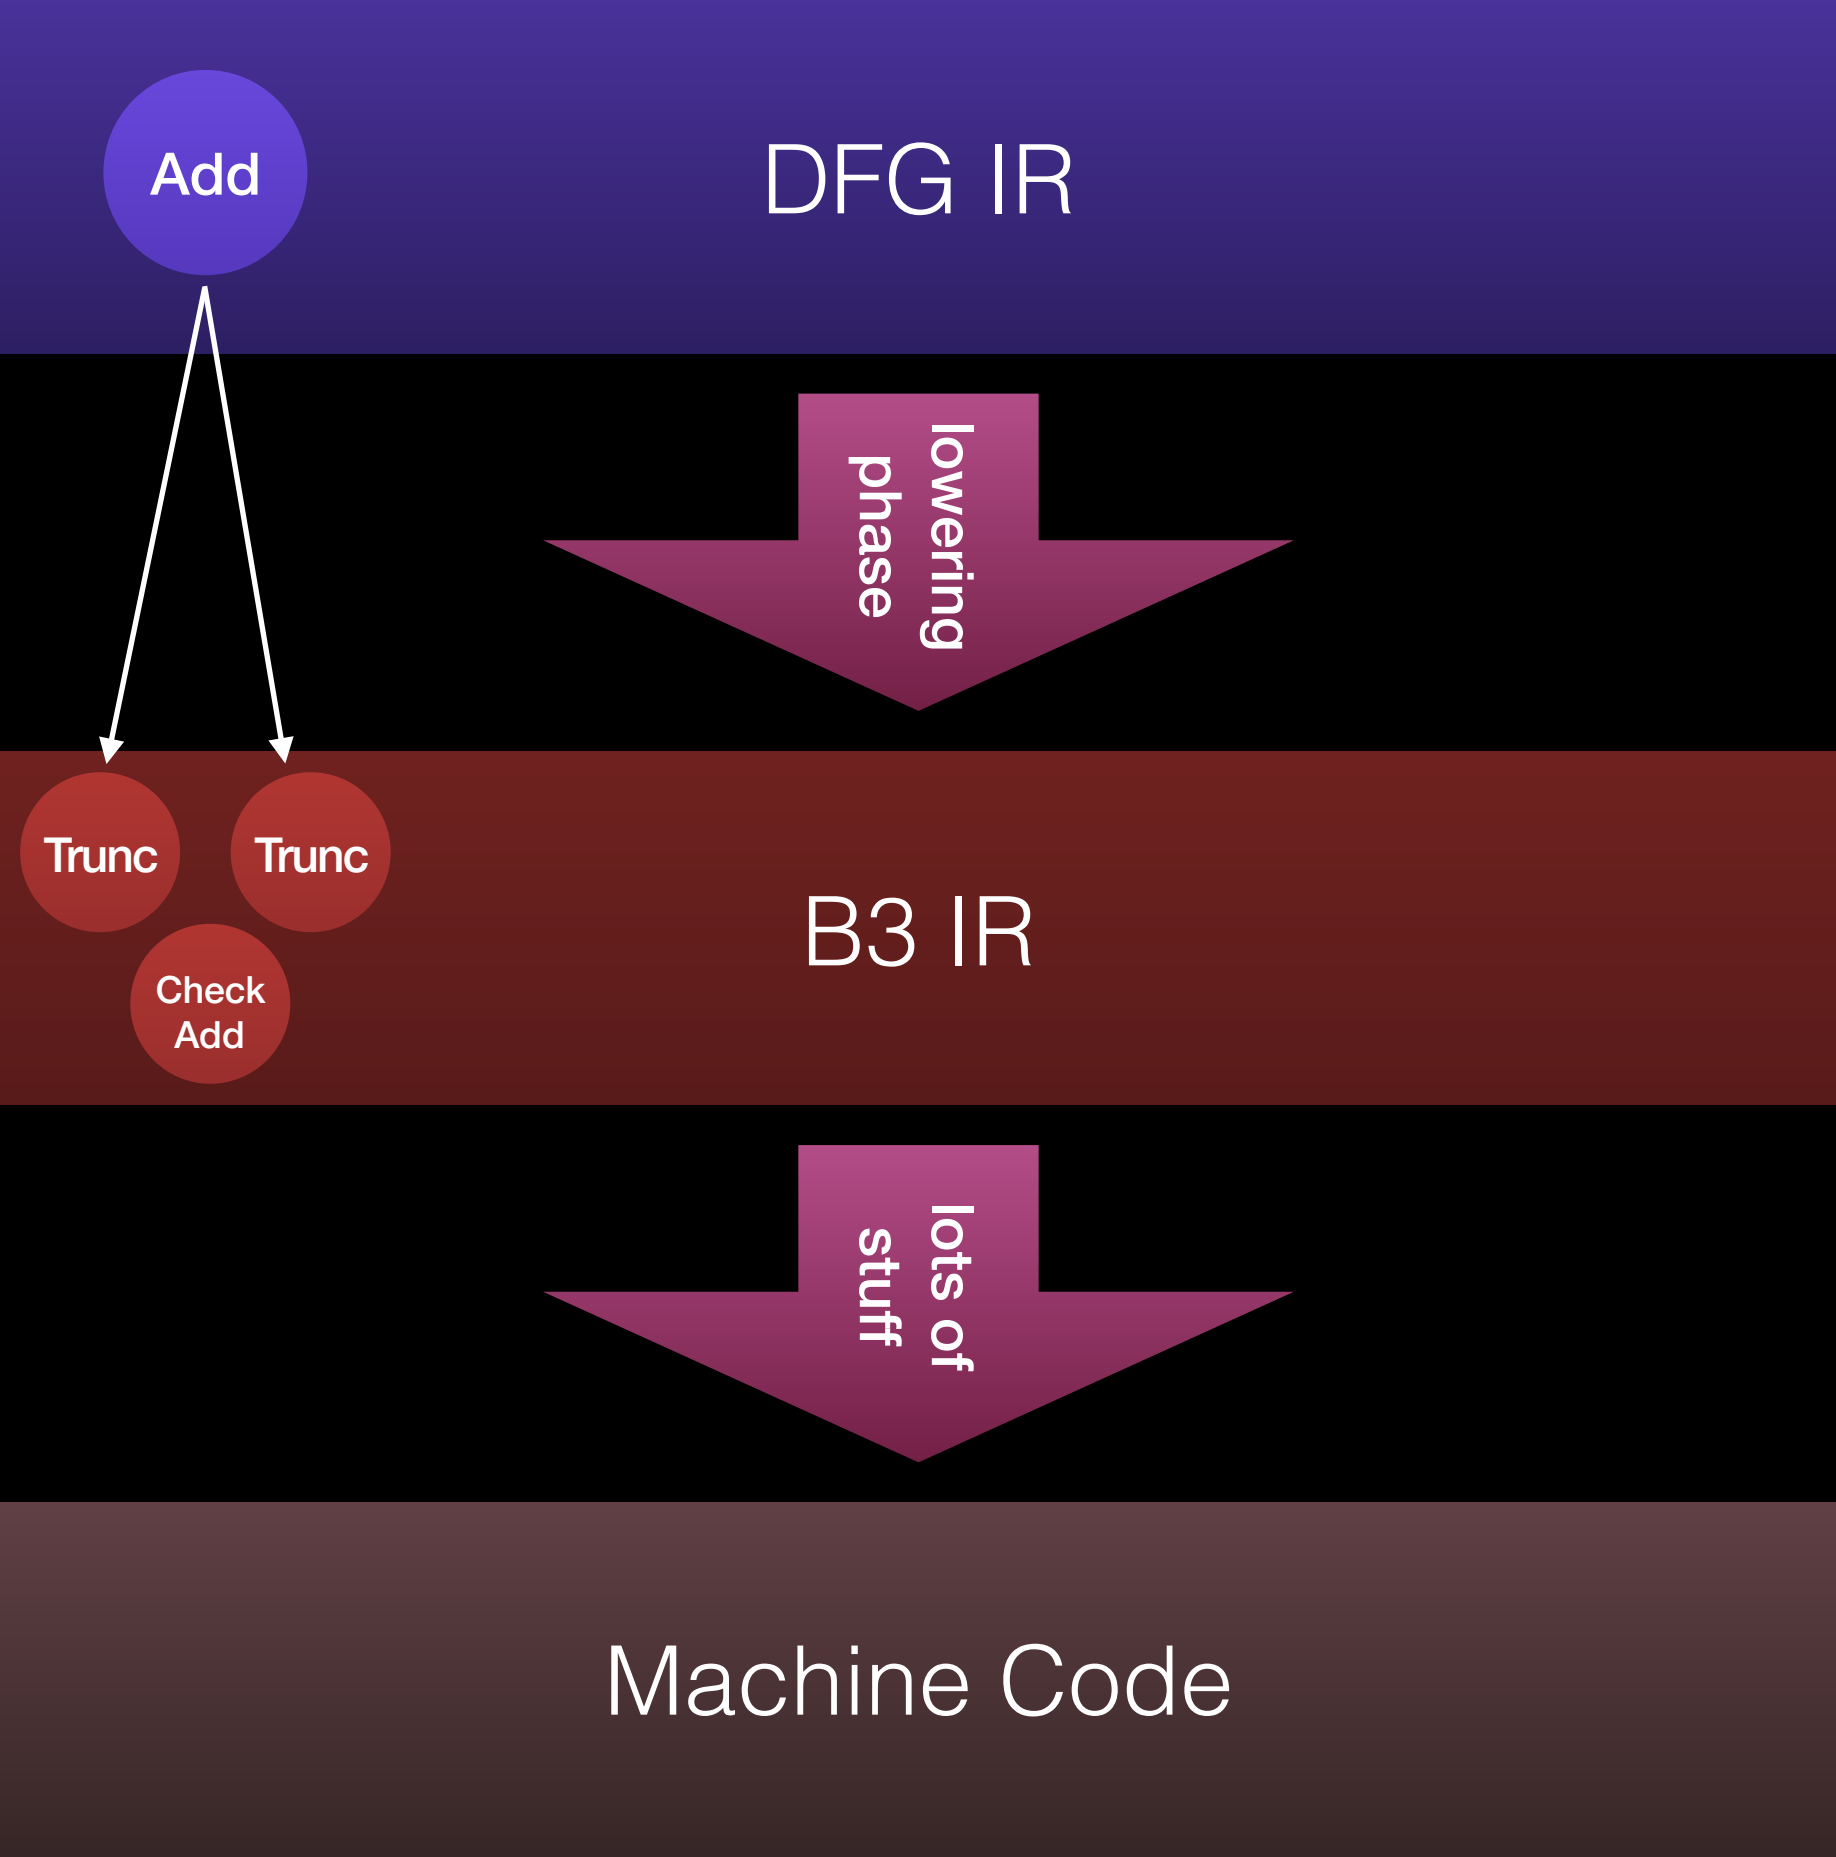 Add
DFG IR
lowering
phase
Trunc
Trunc
Check
Add
B3 IR
lots of
stuff
Machine Code